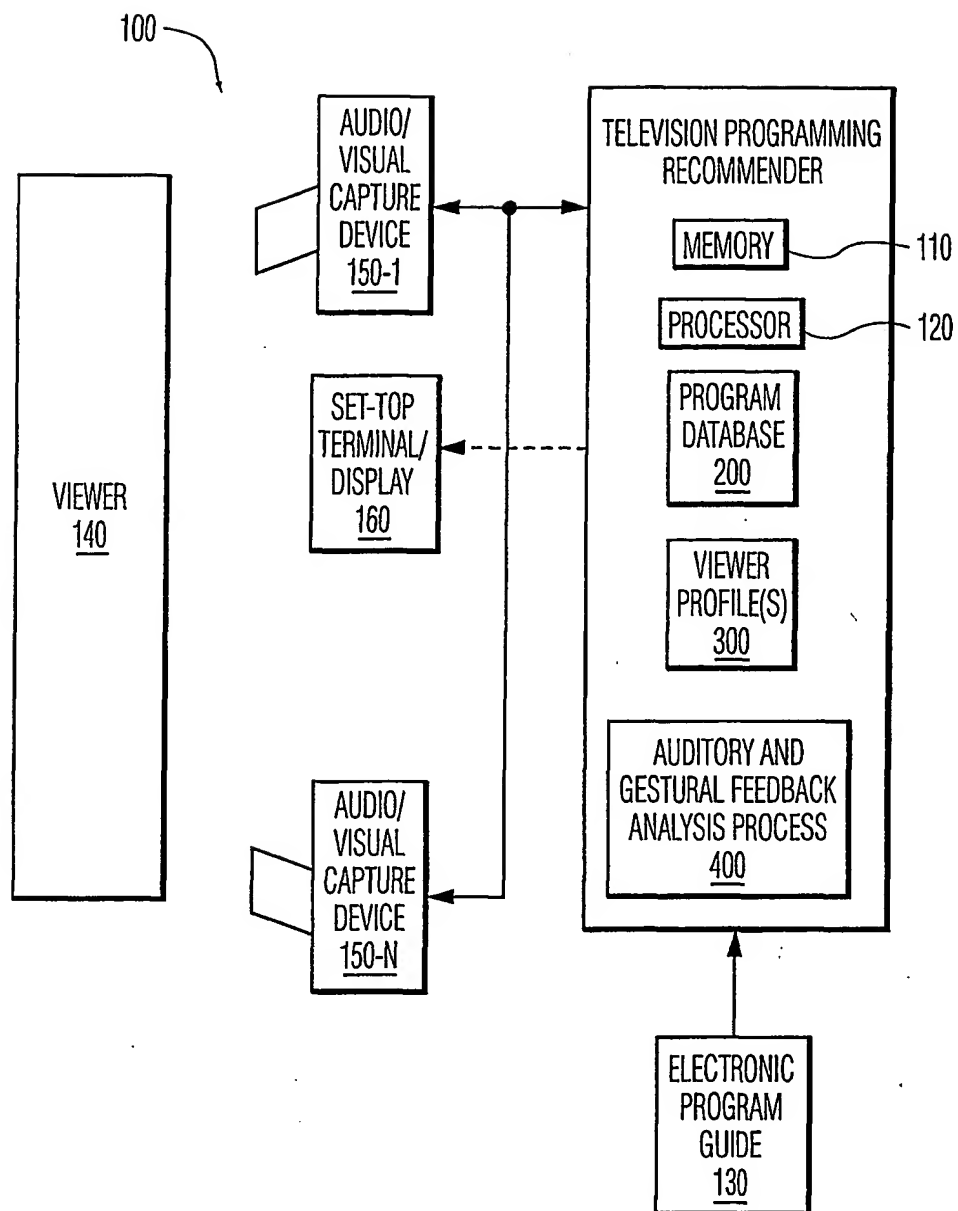 100
AUDIO/
VISUAL
CAPTURE
DEVICE
150-1
TELEVISION PROGRAMMING
RECOMMENDER
MEMORY
110
PROCESSOR
120
VIEWER
140
SET-TOP
TERMINAL/
DISPLAY
160
PROGRAM
DATABASE
200
VIEWER
PROFILE(S)
300
AUDIO/
VISUAL
CAPTURE
DEVICE
150-N
AUDITORY AND
GESTURAL FEEDBACK
ANALYSIS PROCESS
400
ELECTRONIC
PROGRAM
GUIDE
130